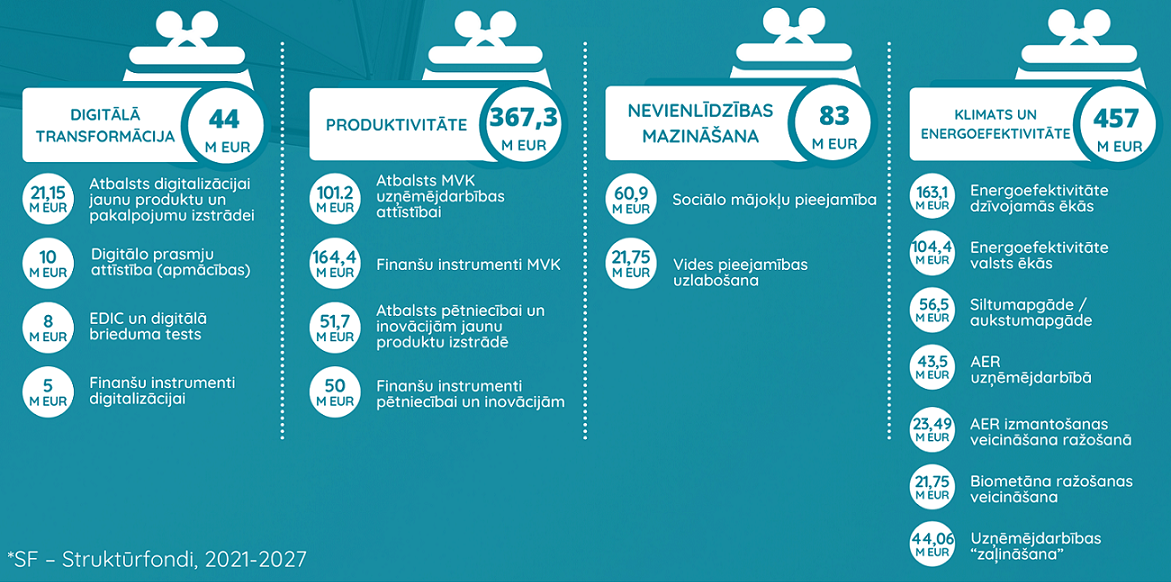 DIGITĀLĀ
TRANSFORMĀCIJA
44
M EUR
21,15
M EUR
Atbalsts digitalizācijai
jaunu produktu un
pakalpojumu izstrādei
10
M EUR
Digitālo prasmju
attīstība (apmācības)
8
M EUR
EDIC un digitālā
brieduma tests
5
M EUR
Finanšu instrumenti
digitalizācijai
PRODUKTIVITĀTE
367,3
M EUR
101.2
M EUR
Atbalsts MVK
uzņēmējdarbības
attīstībai
164,4
M EUR
Finanšu instrumenti MVK
51,7
M EUR
Atbalsts pētniecībai un
inovācijām jaunu
produktu izstrādē
50
M EUR
Finanšu instrumenti
pētniecībai un inovācijām
NEVIENLĪDZĪBAS
MAZINĀŠANA
83
M EUR
60,9
M EUR
Sociālo mājokļu pieejamība
21,75
M EUR
Vides pieejamības
uzlabošana
KLIMATS UN
ENERGOEFEKTIVITĀTE
457
M EUR
163,1
M EUR
Energoefektivitāte
dzīvojamās ēkās
104,4
M EUR
Energoefektivitāte
valsts ēkās
56,5
M EUR
Siltumapgāde /
aukstumapgāde
43,5
M EUR
AER
uzņēmējdarbībā
23,49
M EUR
AER izmantošanas
veicināšana ražošanā
21,75
M EUR
Biometāna ražošanas
veicināšana
44,06
M EUR
Uzņēmējdarbības
“zaļināšana”
*SF – Struktūrfondi, 2021-2027